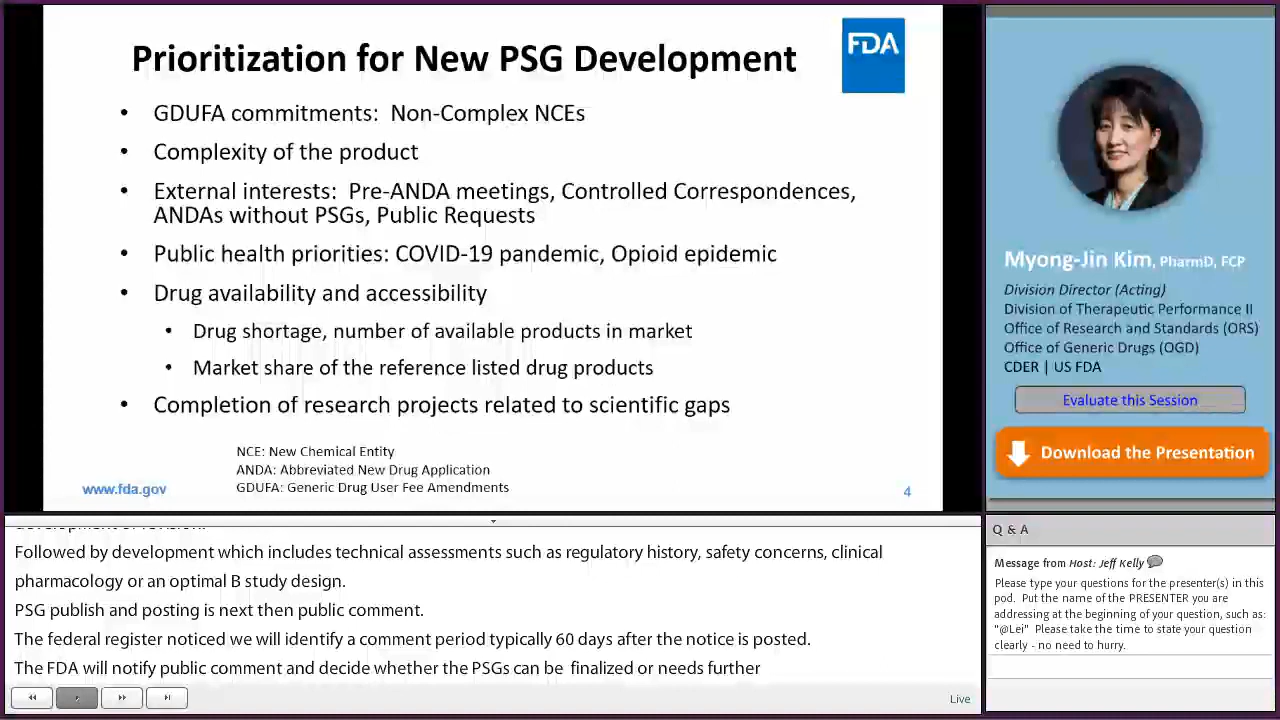 Prioritization for New PSG Development
FDA
• GDUFA commitments:  Non-Complex NCEs
• Complexity of the product
• External interests:  Pre-ANDA meetings, Controlled Correspondences,
ANDAs without PSGs, Public Requests
• Public health priorities: COVID-19 pandemic, Opioid epidemic
• Drug availability and accessibility
• Drug shortage, number of available products in market
• Market share of the reference listed drug products
• Completion of research projects related to scientific gaps
NCE: New Chemical Entity
ANDA: Abbreviated New Drug Application
GDUFA: Generic Drug User Fee Amendments
www.fda.gov
4
Myong-Jin Kim, PharmD, FCP
Division Director (Acting)
Division of Therapeutic Performance II
Office of Research and Standards (ORS)
Office of Generic Drugs (OGD)
CDER | US FDA
Evaluate this Session
Download the Presentation
Followed by development which includes technical assessments such as regulatory history, safety concerns, clinical
pharmacology or an optimal B study design.
PSG publish and posting is next then public comment.
The federal register noticed we will identify a comment period typically 60 days after the notice is posted.
The FDA will notify public comment and decide whether the PSGs can be  finalized or needs further
Live
Q & A
Message from Host: Jeff Kelly
Please type your questions for the presenter(s) in this
pod.  Put the name of the PRESENTER you are
addressing at the beginning of your question, such as:
"@Lei"  Please take the time to state your question
clearly - no need to hurry.